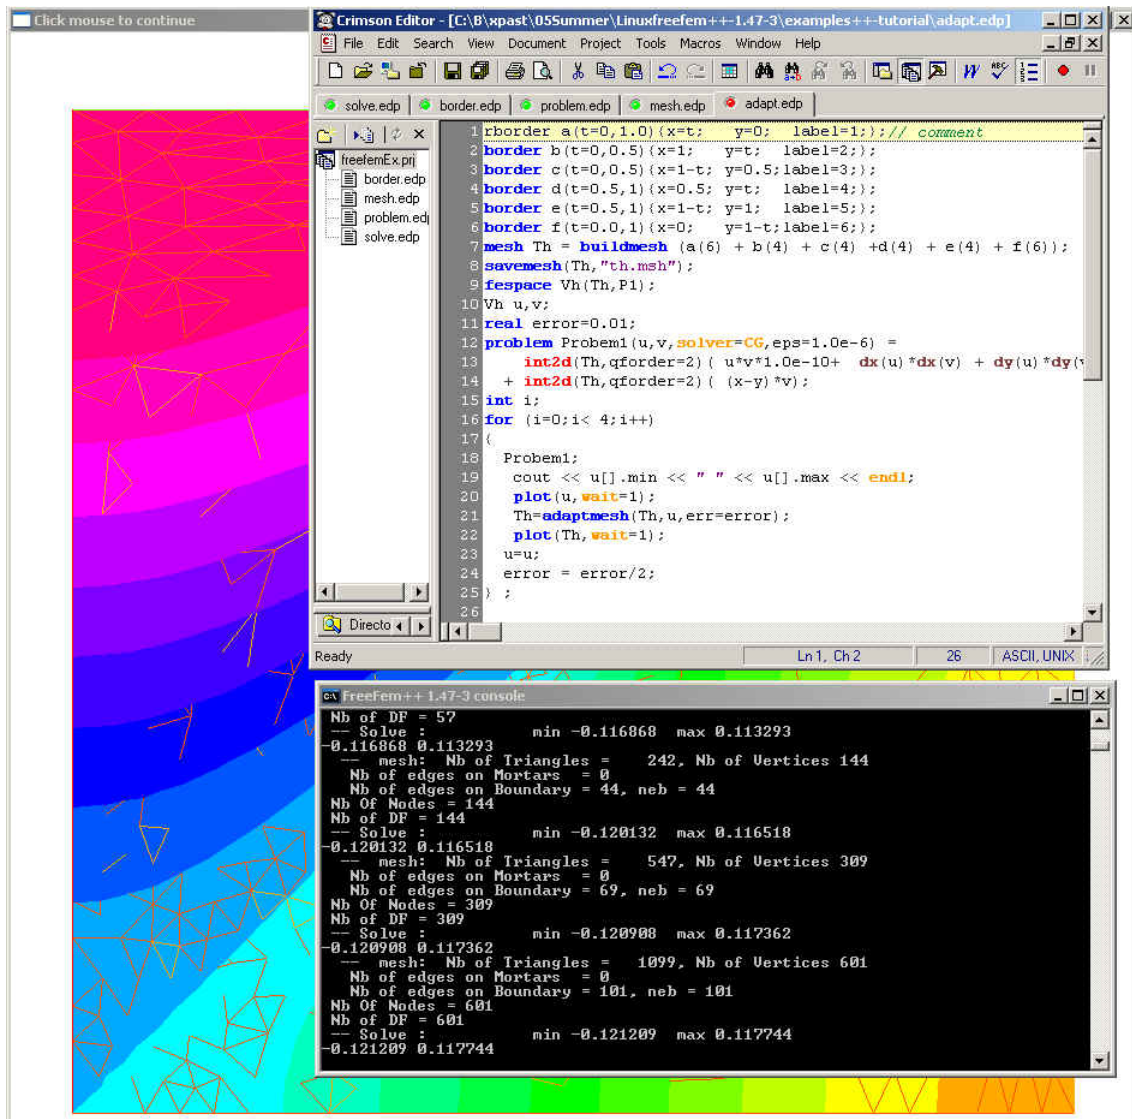 Click mouse to continue
Crimson Editor - [C:\8\xpast\05Summer\Linuxfreefem++-1.47-3\examples++-tutorial\adapt.edp]
File Edit Search View Document Project Tools Macros Window Help
solve.edp border.edp problem.edp mesh.edp adapt.edp
freefemEx.prj
border.edp
mesh.edp
problem.edp
solve.edp
Directo
1 rborder a(t=0,1.0){x=t; y=0; label=1;};// comment
2 border b(t=0,0.5){x=1; y=t; label=2;};
3 border c(t=0,0.5){x=1-t; y=0.5;label=3;};
4 border d(t=0.5,1){x=0.5; y=t; label=4;};
5 border e(t=0.5,1){x=1-t; y=1; label=5;};
6 border f(t=0.0,1){x=0; y=1-t;label=6;};
7 mesh Th = buildmesh (a(6) + b(4) + c(4) +d(4) + e(4) + f(6));
8 savemesh(Th,"th.msh");
9 fespace Vh(Th,P1);
10 Vh u,v;
11 real error=0.01;
12 problem Probem1(u,v,solver=CG,eps=1.0e-6) =
13 int2d(Th,qforder=2)( u*v*1.0e-10+ dx(u)*dx(v) + dy(u)*dy(
14 + int2d(Th,qforder=2)( (x-y)*v);
15 int i;
16 for (i=0;i< 4;i++)
17 {
18 Probem1;
19 cout << u[].min << " " << u[].max << endl;
20 plot(u,wait=1);
21 Th=adaptmesh(Th,u,err=error);
22 plot(Th,wait=1);
23 u=u;
24 error = error/2;
25 } ;
26
Ready Ln 1, Ch 2 26 ASCII, UNIX
FreeFem++ 1.47-3 console
Nb of DF = 57
-- Solve : min -0.116868 max 0.113293
-0.116868 0.113293
-- mesh: Nb of Triangles = 242, Nb of Vertices 144
Nb of edges on Mortars = 0
Nb of edges on Boundary = 44, neb = 44
Nb Of Nodes = 144
Nb of DF = 144
-- Solve : min -0.120132 max 0.116518
-0.120132 0.116518
-- mesh: Nb of Triangles = 547, Nb of Vertices 309
Nb of edges on Mortars = 0
Nb of edges on Boundary = 69, neb = 69
Nb Of Nodes = 309
Nb of DF = 309
-- Solve : min -0.120908 max 0.117362
-0.120908 0.117362
-- mesh: Nb of Triangles = 1099, Nb of Vertices 601
Nb of edges on Mortars = 0
Nb of edges on Boundary = 101, neb = 101
Nb Of Nodes = 601
Nb of DF = 601
-- Solve : min -0.121209 max 0.117744
-0.121209 0.117744